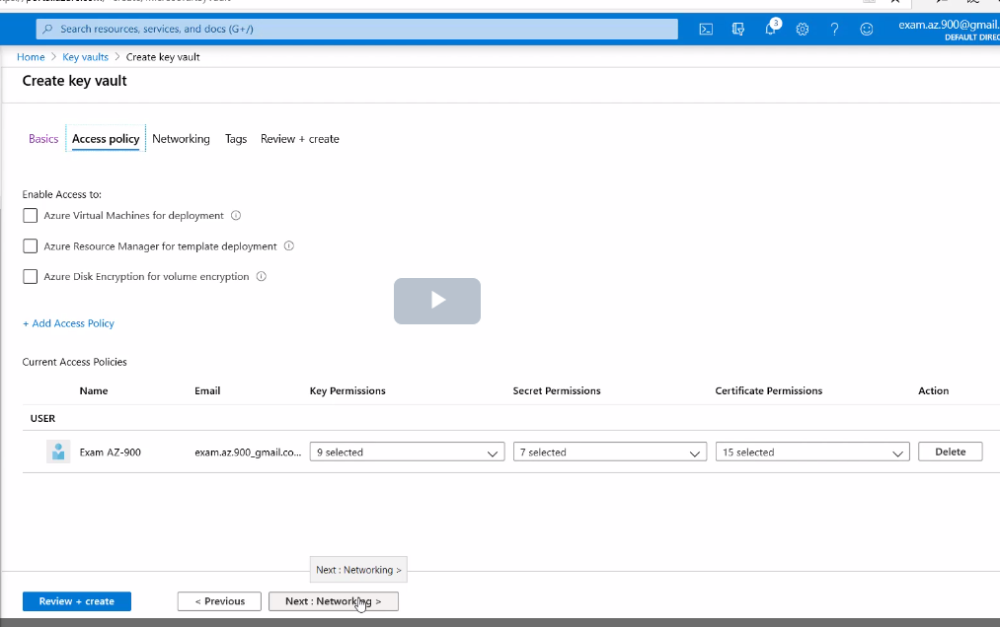 Search resources, services, and docs (G+/)
3
exam.az.900@gmail.
DEFAULT DIREC
Home > Key vaults > Create key vault
Create key vault
Basics Access policy Networking Tags Review + create
Enable Access to:
Azure Virtual Machines for deployment
Azure Resource Manager for template deployment
Azure Disk Encryption for volume encryption
+ Add Access Policy
Current Access Policies
Name Email Key Permissions Secret Permissions Certificate Permissions Action
USER
Exam AZ-900 exam.az.900_gmail.co... 9 selected 7 selected 15 selected Delete
Next : Networking >
Review + create < Previous Next : Networking >